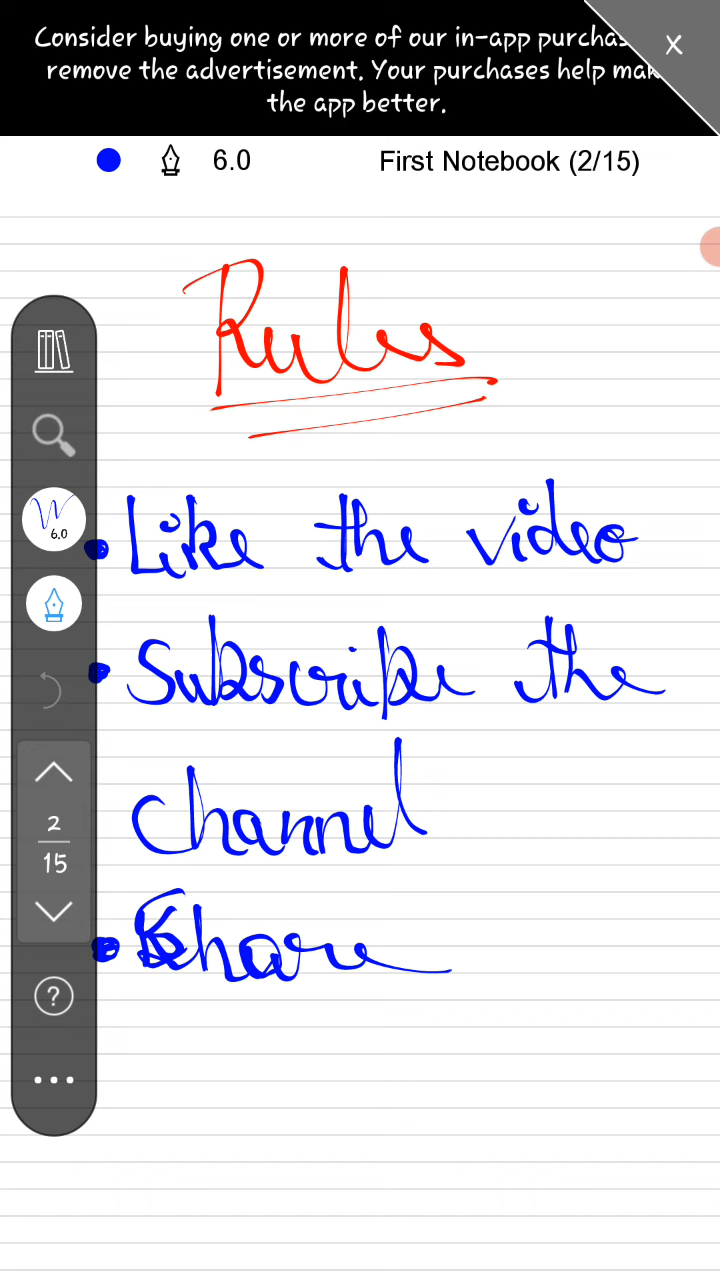 Consider buying one or more of our in-app purcha
remove the advertisement. Your purchases help mak
the app better.
X
6.0 First Notebook (2/15)
Rules
6.0
• Like the video
• Subscribe the
channel
• Share
2
15
?